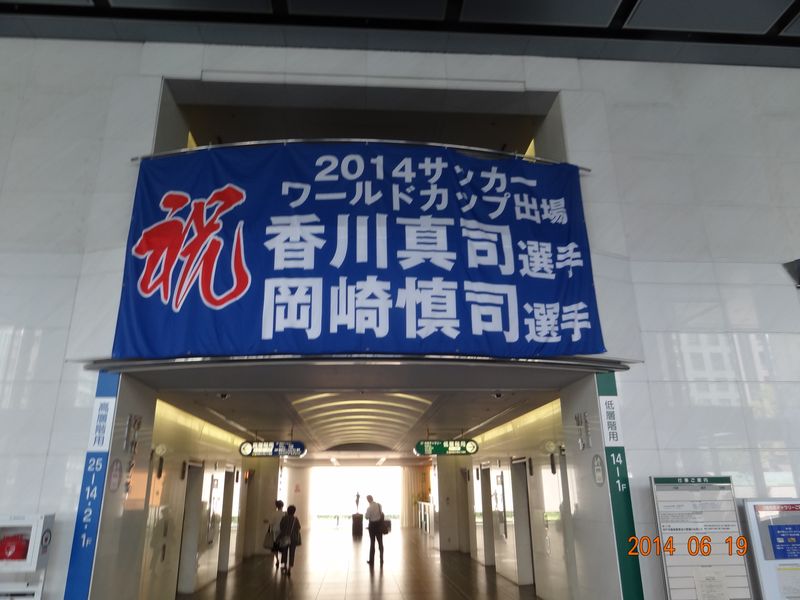 祝
2014サッカー
ワールドカップ出場
香川真司選手
岡崎慎司選手
高層階用
25-14・2・1F
低層階用
14-1F
2014 06 19